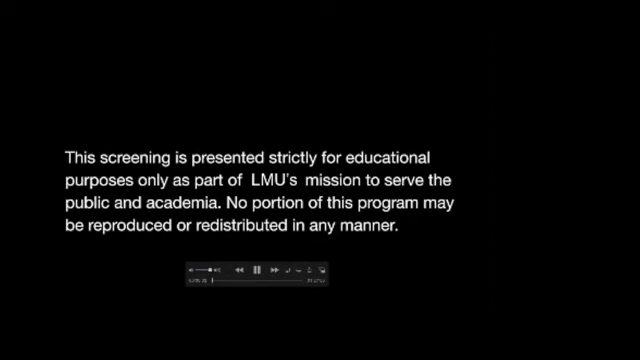 This screening is presented strictly for educational
purposes only as part of LMU's mission to serve the
public and academia. No portion of this program may
be reproduced or redistributed in any manner.